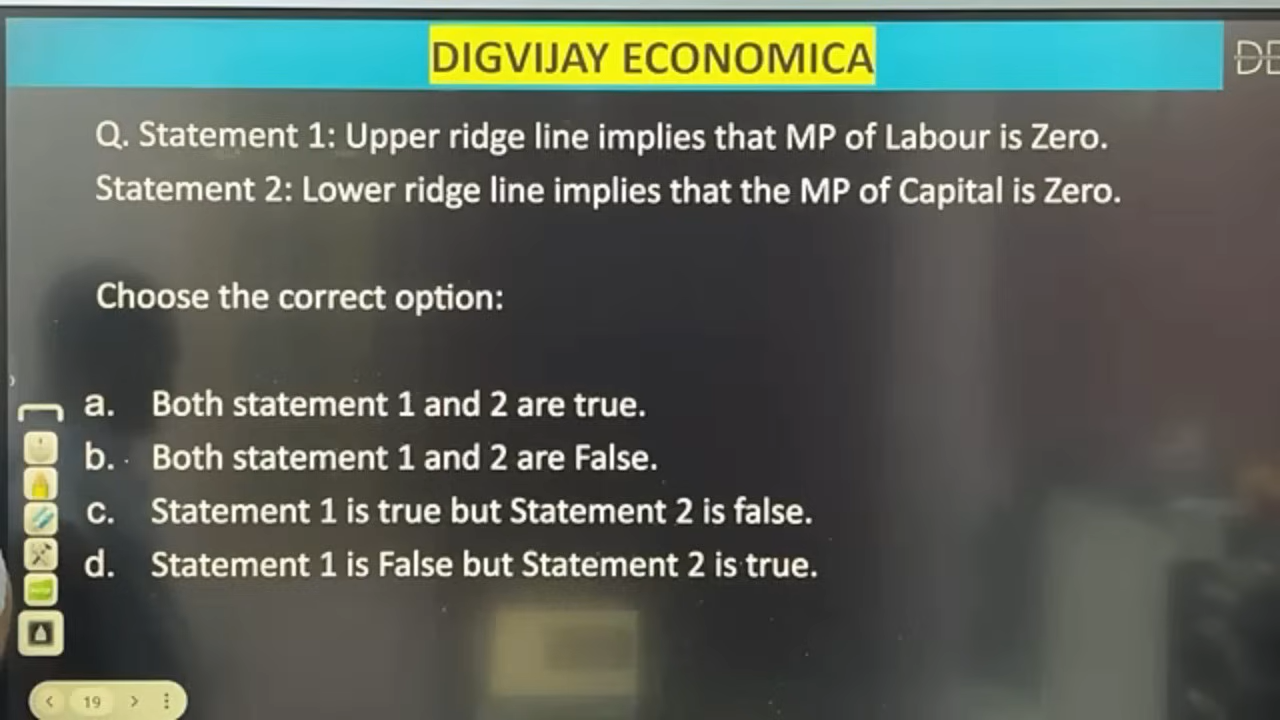 DIGVIJAY ECONOMICA
DE
Q. Statement 1: Upper ridge line implies that MP of Labour is Zero.
Statement 2: Lower ridge line implies that the MP of Capital is Zero.
Choose the correct option:
a. Both statement 1 and 2 are true.
b. Both statement 1 and 2 are False.
c. Statement 1 is true but Statement 2 is false.
d. Statement 1 is False but Statement 2 is true.
< 19 >